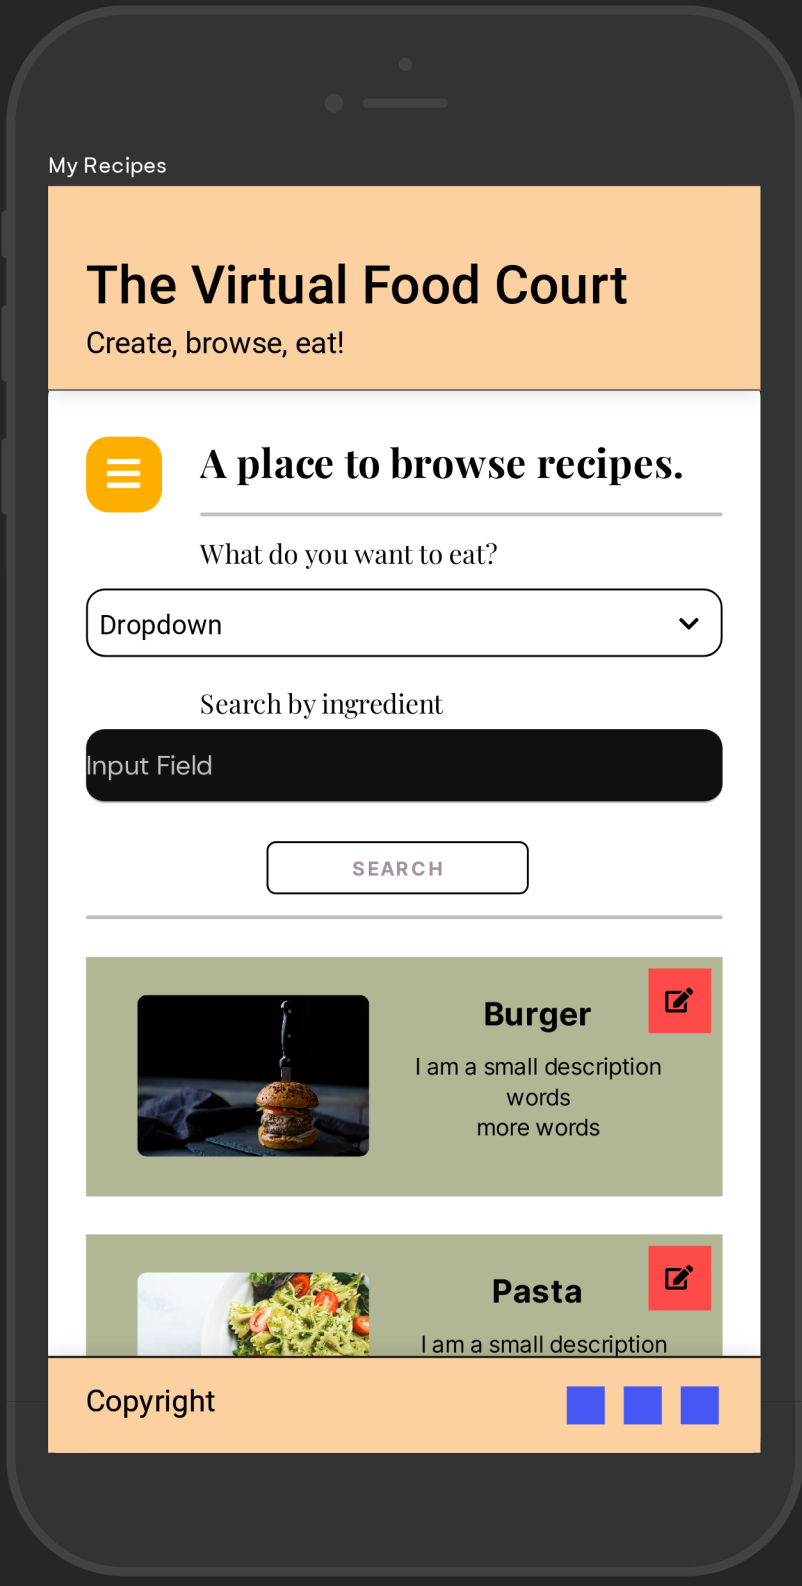 My Recipes
The Virtual Food Court
Create, browse, eat!
A place to browse recipes.
What do you want to eat?
Dropdown
Search by ingredient
Input Field
SEARCH
Burger
I am a small description
words
more words
Pasta
I am a small description
Copyright